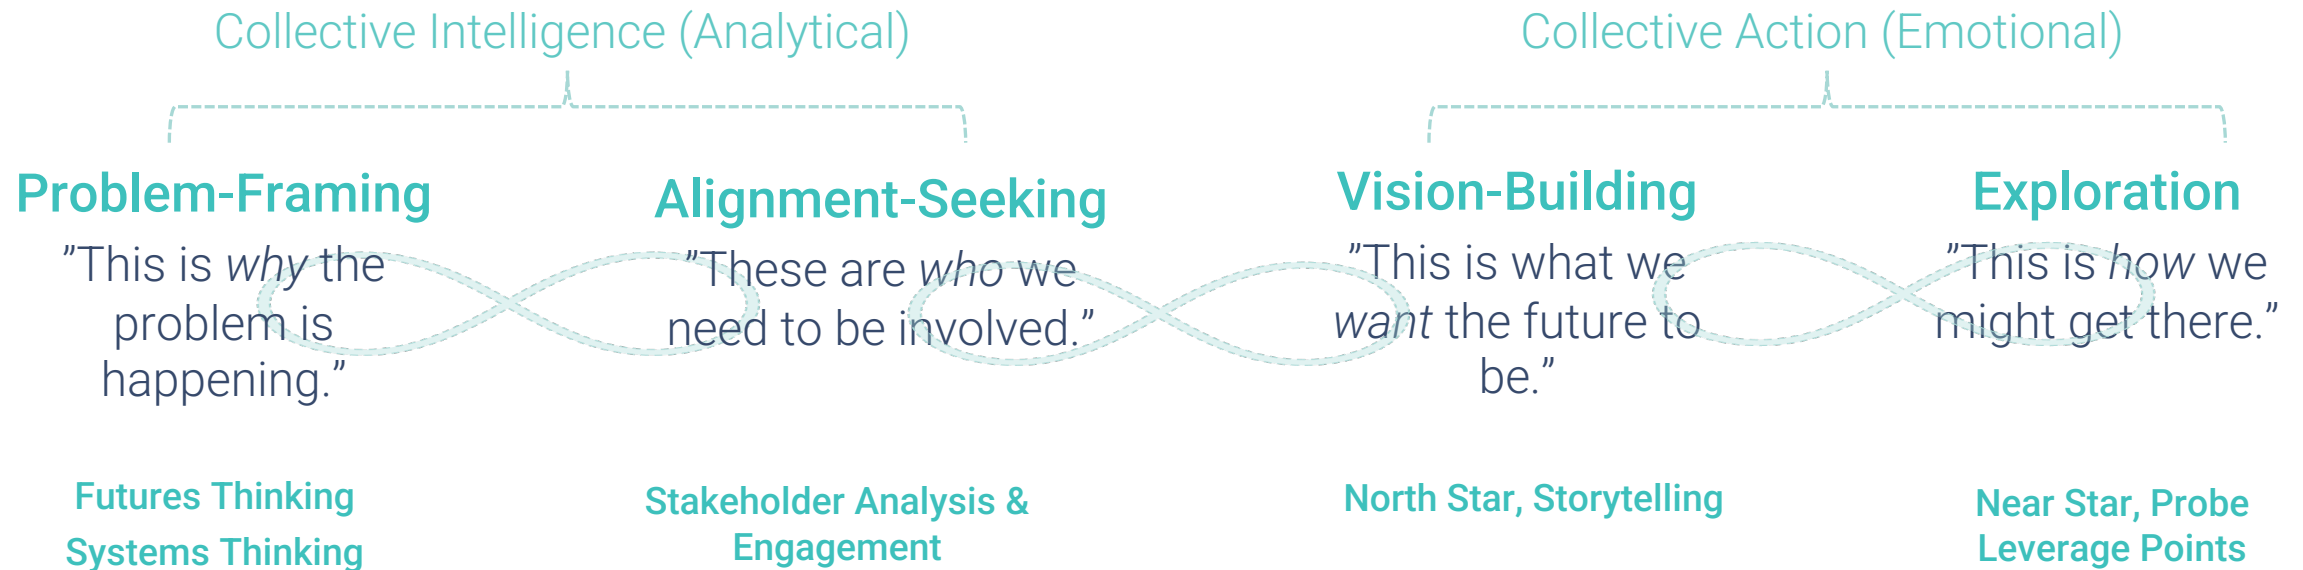 Collective Intelligence (Analytical)
Collective Action (Emotional)
Problem-Framing
”This is why the
problem is
happening.”
Futures Thinking
Systems Thinking
Alignment-Seeking
”These are who we
need to be involved.”
Stakeholder Analysis &
Engagement
Vision-Building
”This is what we
want the future to
be.”
North Star, Storytelling
Exploration
”This is how we
might get there.”
Near Star, Probe
Leverage Points